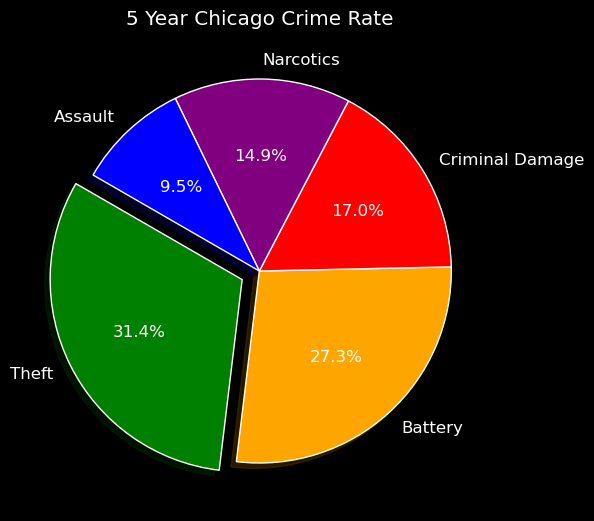 5 Year Chicago Crime Rate
Narcotics
Assault
14.9%
Criminal Damage
9.5%
17.0%
31.4%
27.3%
Theft
Battery